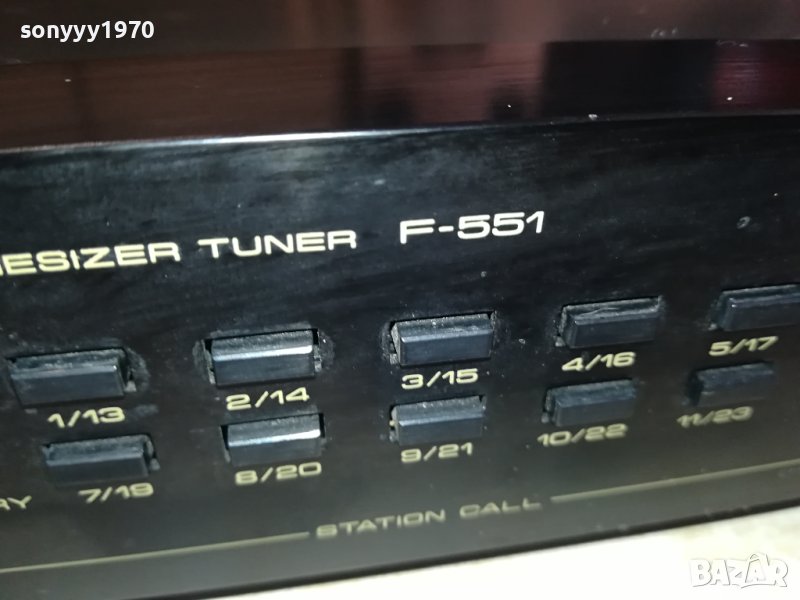 sonyyy1970
ESIZER TUNER F-551
1/13 2/14 3/15 4/16 5/17
7/19 8/20 9/21 10/22 11/23
STATION CALL
BAZAR